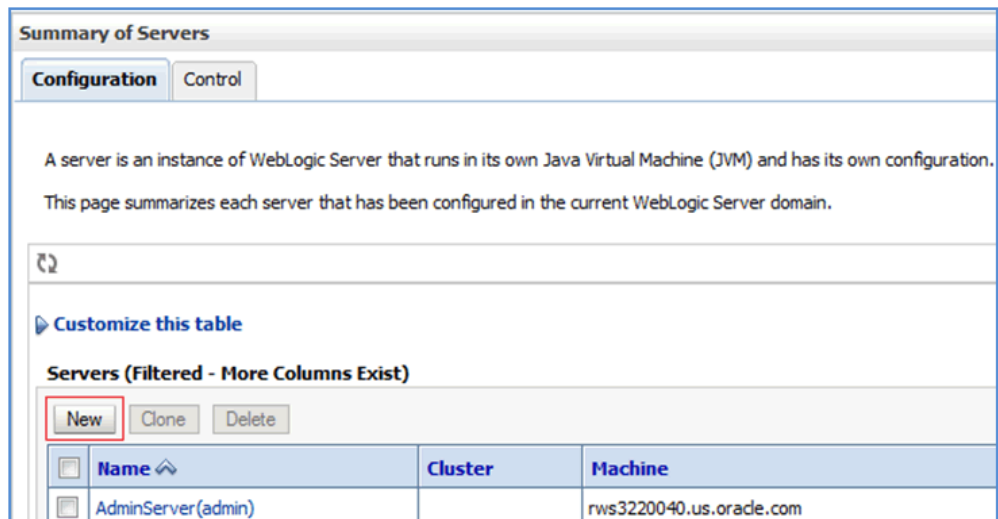 Summary of Servers
Configuration Control
A server is an instance of WebLogic Server that runs in its own Java Virtual Machine (JVM) and has its own configuration.
This page summarizes each server that has been configured in the current WebLogic Server domain.
Customize this table
Servers (Filtered - More Columns Exist)
New Clone Delete
Name Cluster Machine
AdminServer(admin) rws3220040.us.oracle.com